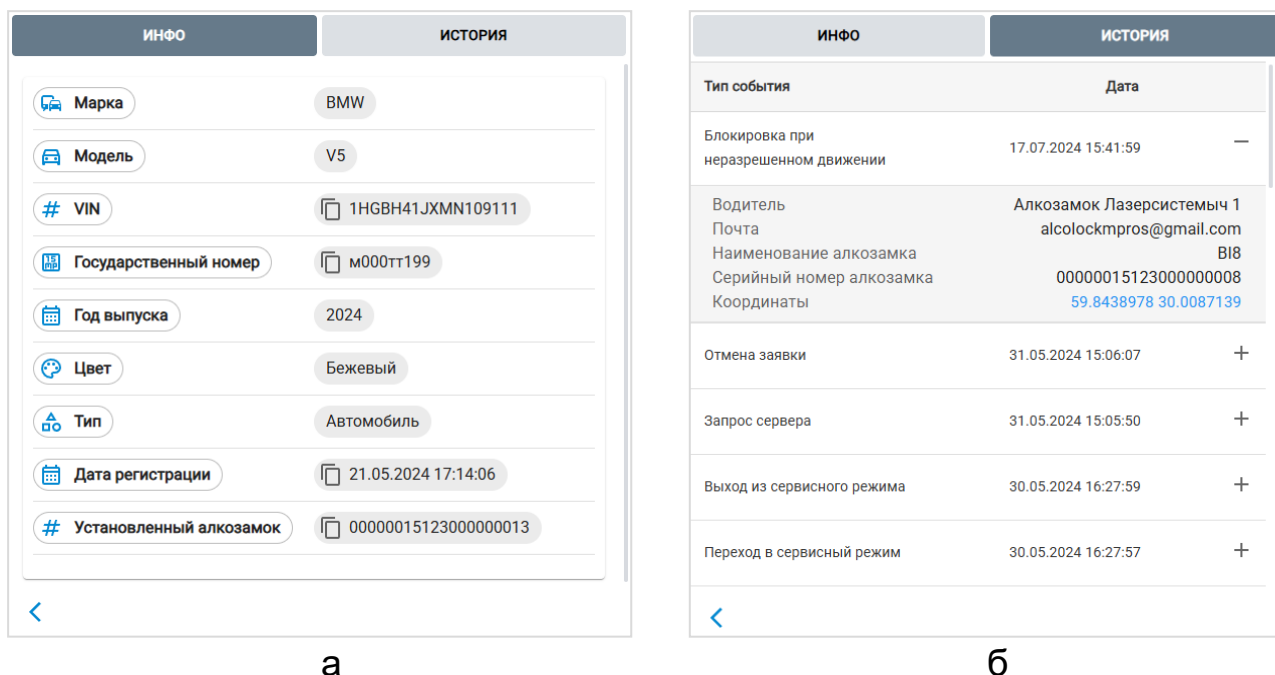 ИНФО
ИСТОРИЯ
Марка
BMW
Модель
V5
VIN
1HGBH41JXMN109111
Государственный номер
м000тт199
Год выпуска
2024
Цвет
Бежевый
Тип
Автомобиль
Дата регистрации
21.05.2024 17:14:06
Установленный алкозамок
00000015123000000013
а
ИНФО
ИСТОРИЯ
Тип события
Дата
Блокировка при
неразрешенном движении
17.07.2024 15:41:59
Водитель
Алкозамок Лазерсистемыч 1
Почта
alcolockmpros@gmail.com
Наименование алкозамка
BI8
Серийный номер алкозамка
00000015123000000008
Координаты
59.8438978 30.0087139
Отмена заявки
31.05.2024 15:06:07
Запрос сервера
31.05.2024 15:05:50
Выход из сервисного режима
30.05.2024 16:27:59
Переход в сервисный режим
30.05.2024 16:27:57
б